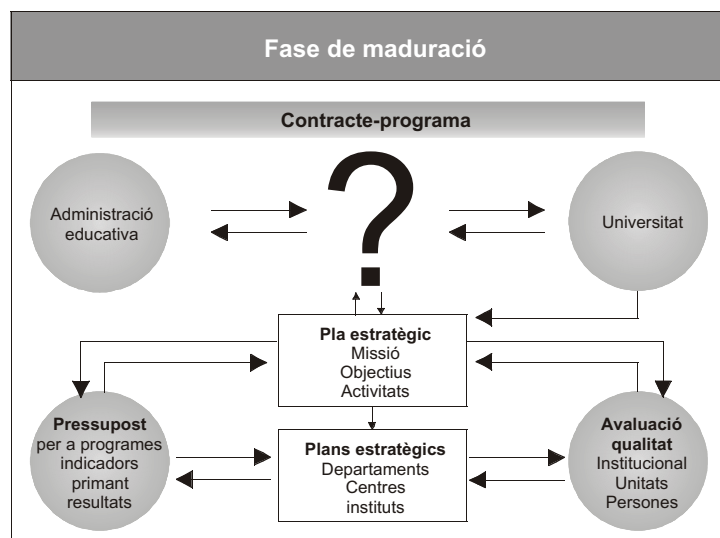 Fase de maduració
Contracte-programa
Administració
educativa
?
Universitat
Pla estratègic
Missió
Objectius
Activitats
Pressupost
per a programes
indicadors
primant
resultats
Plans estratègics
Departaments
Centres
instituts
Avaluació
qualitat
Institucional
Unitats
Persones